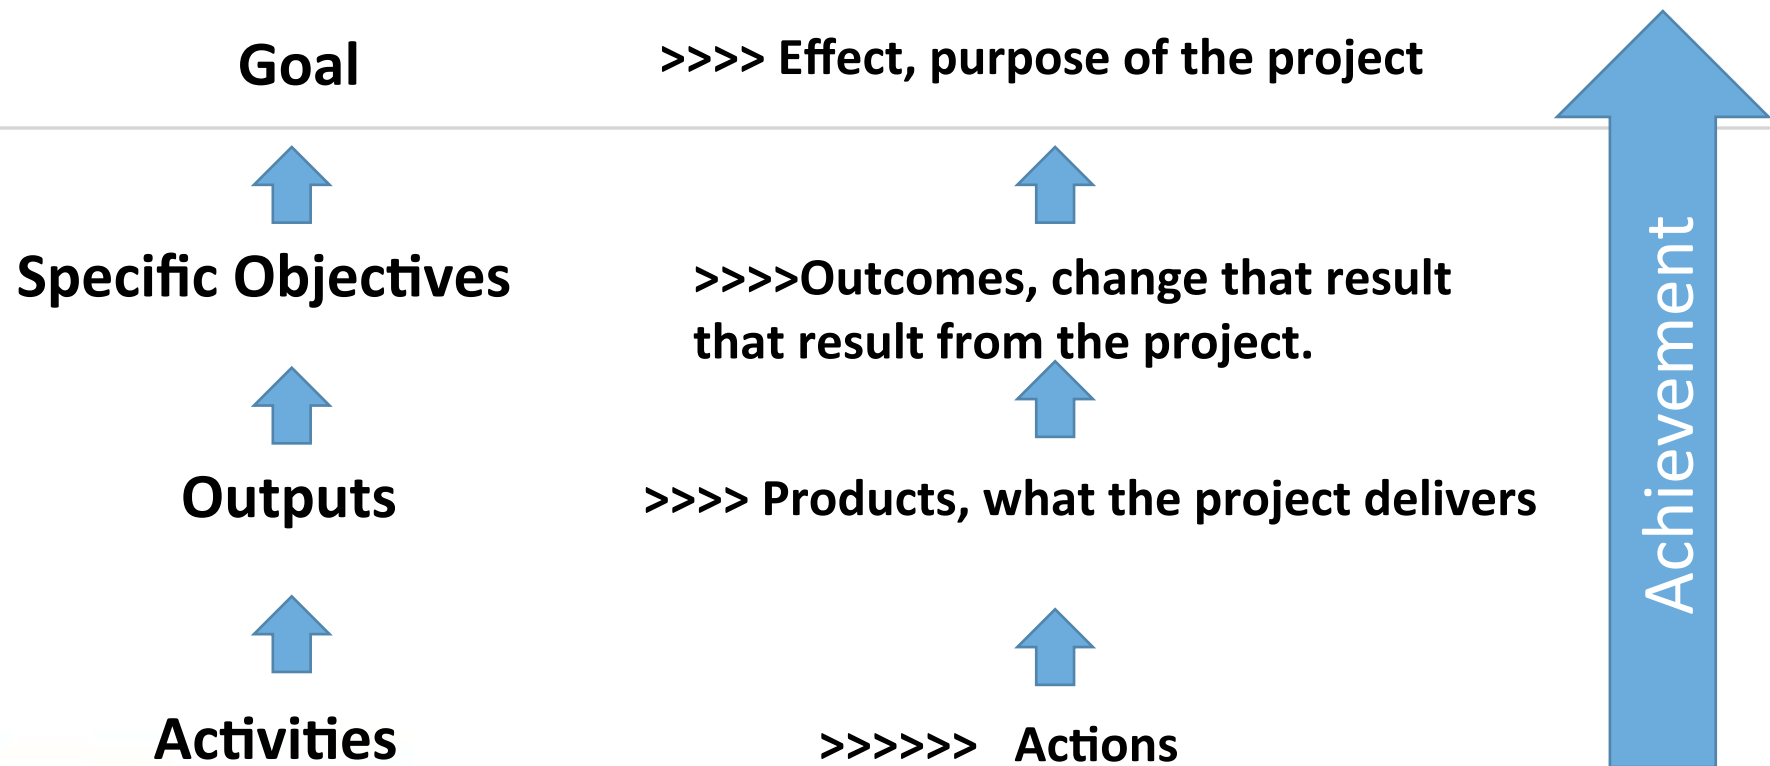 Goal >>>> Effect, purpose of the project
Specific Objectives >>>>Outcomes, change that result
that result from the project.
Outputs >>>> Products, what the project delivers
Activities >>>>>> Actions
Achievement